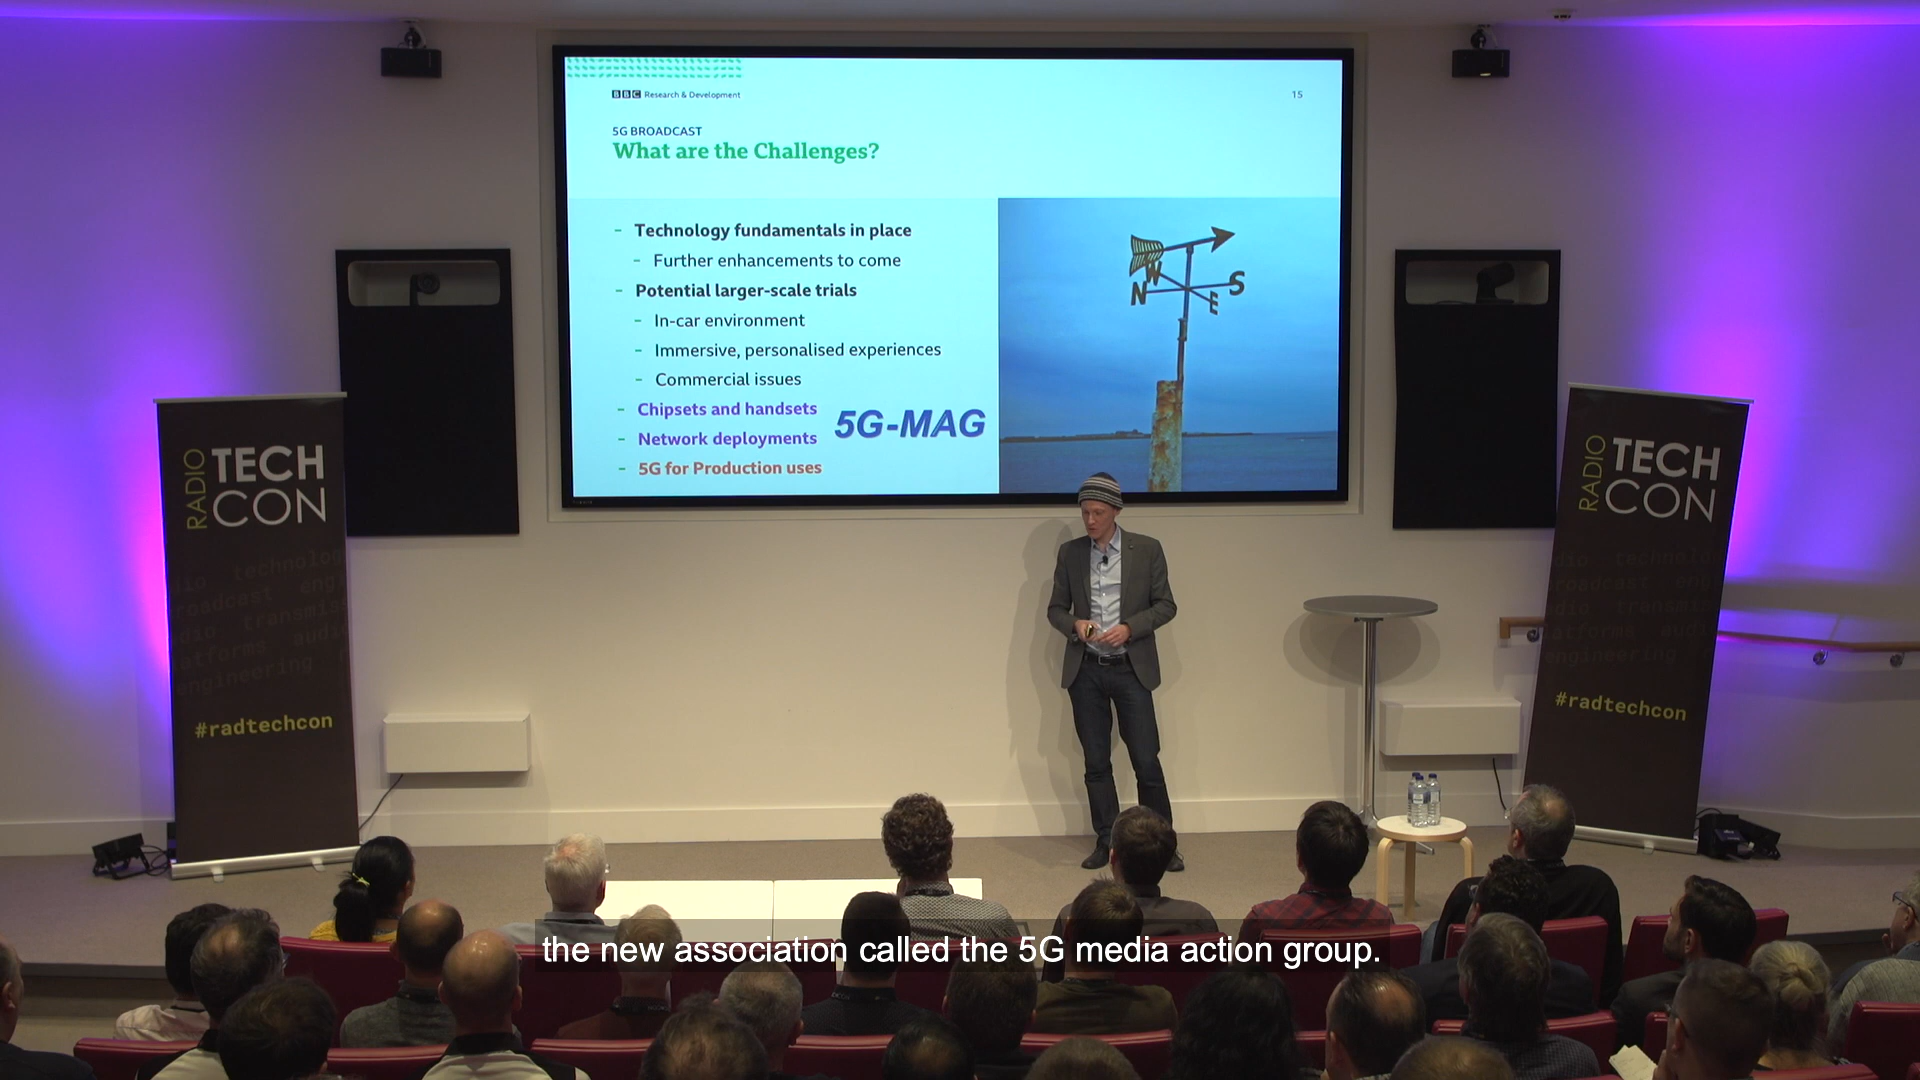 BBC Research & Development
15
5G BROADCAST
What are the Challenges?
- Technology fundamentals in place
- Further enhancements to come
- Potential larger-scale trials
- In-car environment
- Immersive, personalised experiences
- Commercial issues
- Chipsets and handsets
- Network deployments
- 5G for Production uses
5G-MAG
N W E S
RADIO
TECH
CON
#radtechcon
RADIO
TECH
CON
#radtechcon
the new association called the 5G media action group.